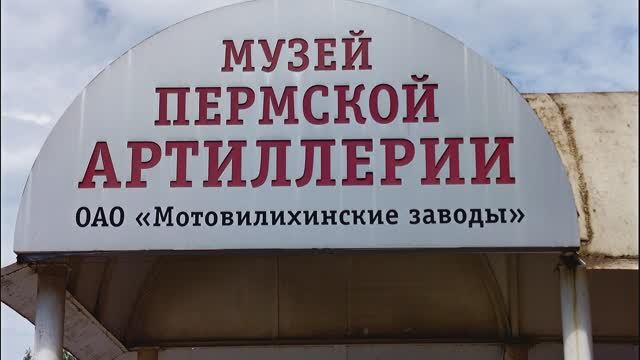 МУЗЕЙ
ПЕРМСКОЙ
АРТИЛЛЕРИИ
ОАО «Мотовилихинские заводы»